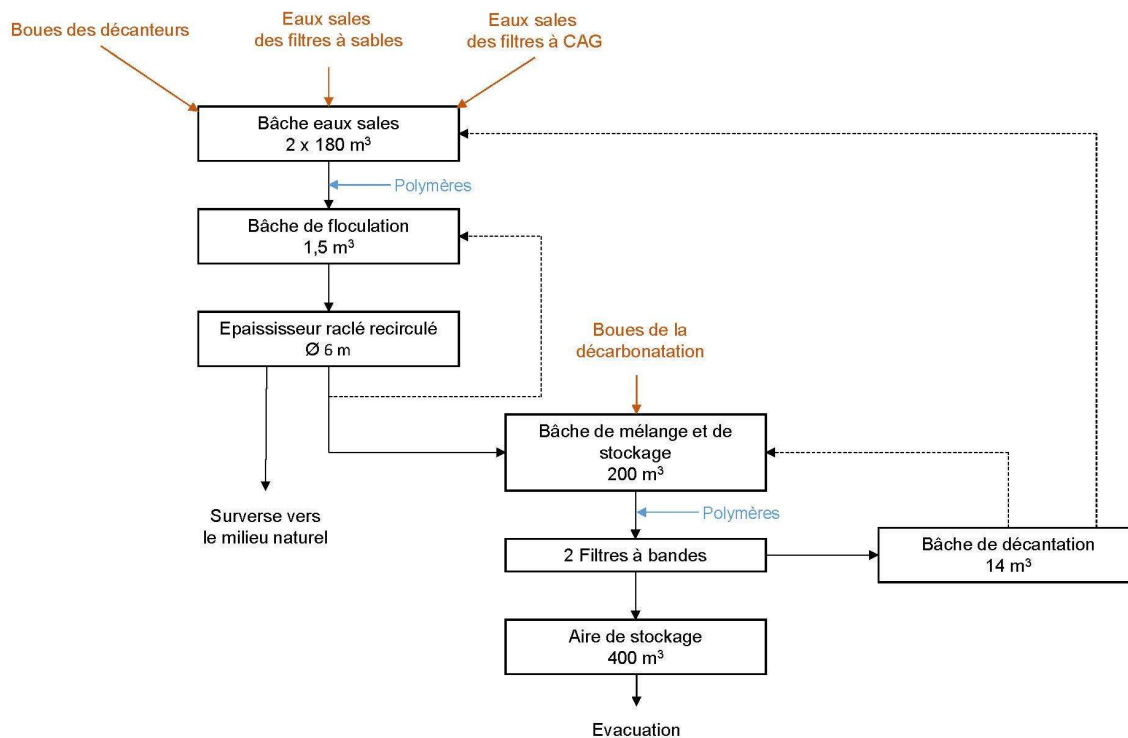 Boues des décanteurs
Eaux sales
des filtres à sables
Eaux sales
des filtres à CAG
Bâche eaux sales
2 x 180 m³
Polymères
Bâche de floculation
1,5 m³
Epaississeur raclé recirculé
Ø 6 m
Boues de la
décarbonatation
Bâche de mélange et de
stockage
200 m³
Surverse vers
le milieu naturel
Polymères
2 Filtres à bandes
Bâche de décantation
14 m³
Aire de stockage
400 m³
Evacuation